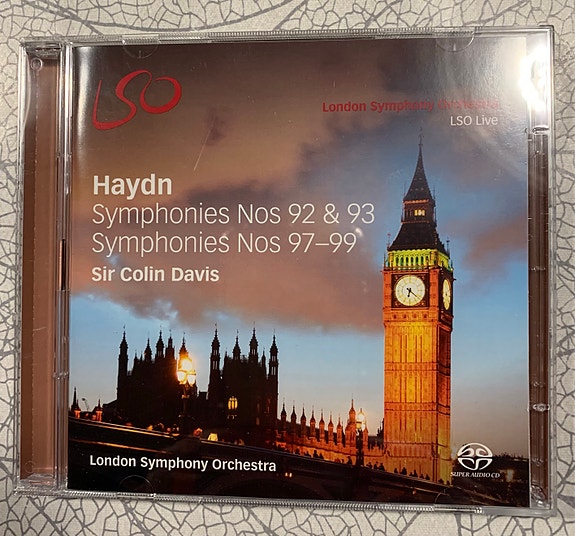 LSO
London Symphony Orchestra
LSO Live
Haydn
Symphonies Nos 92 & 93
Symphonies Nos 97–99
Sir Colin Davis
London Symphony Orchestra
SUPER AUDIO CD